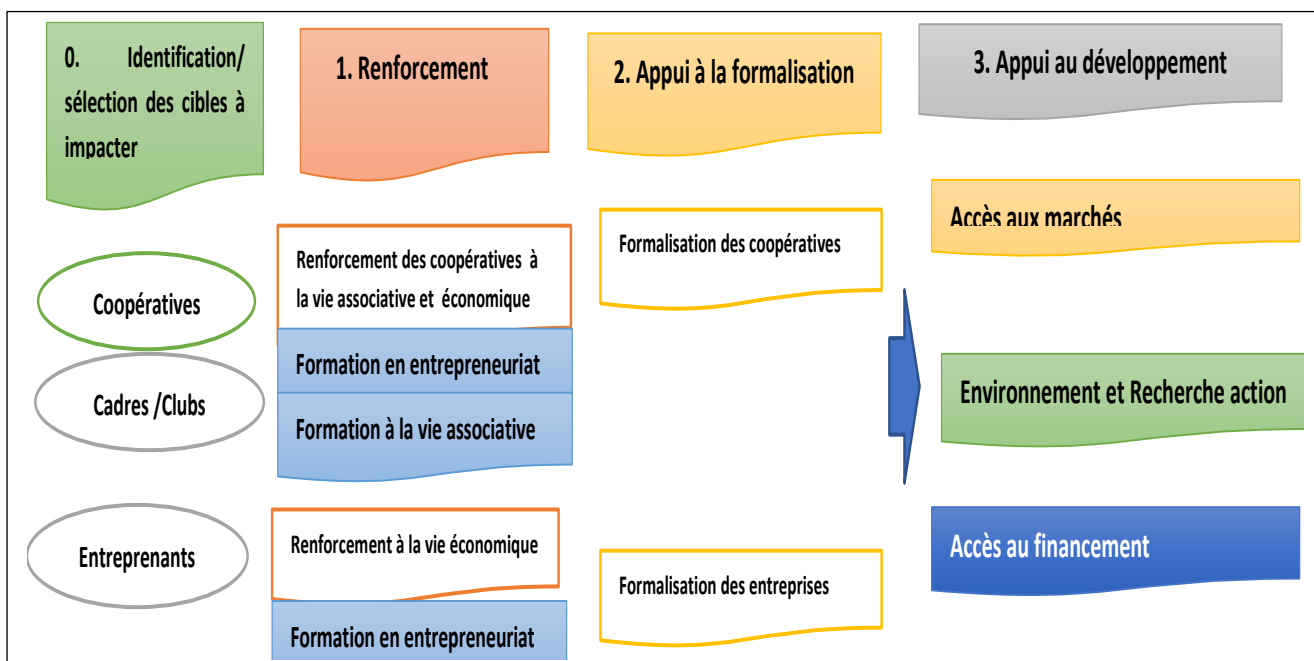 0. Identification/
sélection des cibles à
impacter
1. Renforcement
2. Appui à la formalisation
3. Appui au développement
Coopératives
Cadres /Clubs
Entreprenants
Renforcement des coopératives à
la vie associative et économique
Formation en entrepreneuriat
Formation à la vie associative
Renforcement à la vie économique
Formation en entrepreneuriat
Formalisation des coopératives
Formalisation des entreprises
Accès aux marchés
Environnement et Recherche action
Accès au financement